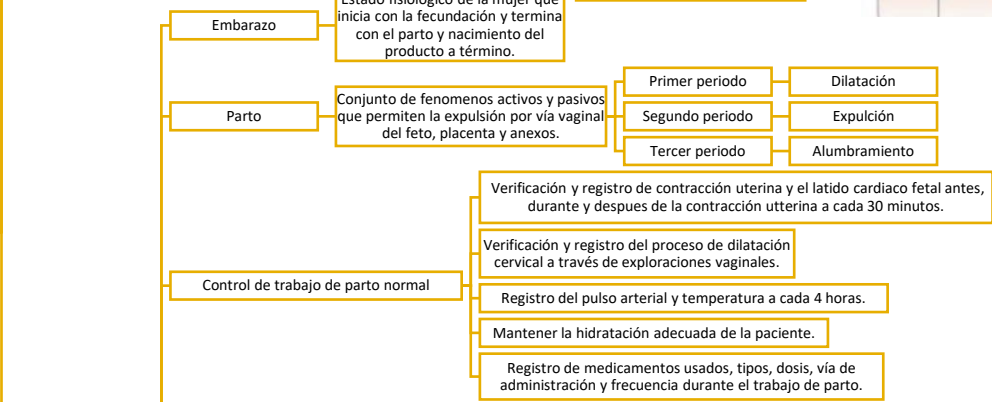 Estado fisiológico de la mujer que
inicia con la fecundación y termina
con el parto y nacimiento del
producto a término.
Embarazo
Parto
Conjunto de fenomenos activos y pasivos
que permiten la expulsión por vía vaginal
del feto, placenta y anexos.
Primer periodo
Dilatación
Segundo periodo
Expulción
Tercer periodo
Alumbramiento
Control de trabajo de parto normal
Verificación y registro de contracción uterina y el latido cardiaco fetal antes,
durante y despues de la contracción utterina a cada 30 minutos.
Verificación y registro del proceso de dilatación
cervical a través de exploraciones vaginales.
Registro del pulso arterial y temperatura a cada 4 horas.
Mantener la hidratación adecuada de la paciente.
Registro de medicamentos usados, tipos, dosis, vía de
administración y frecuencia durante el trabajo de parto.